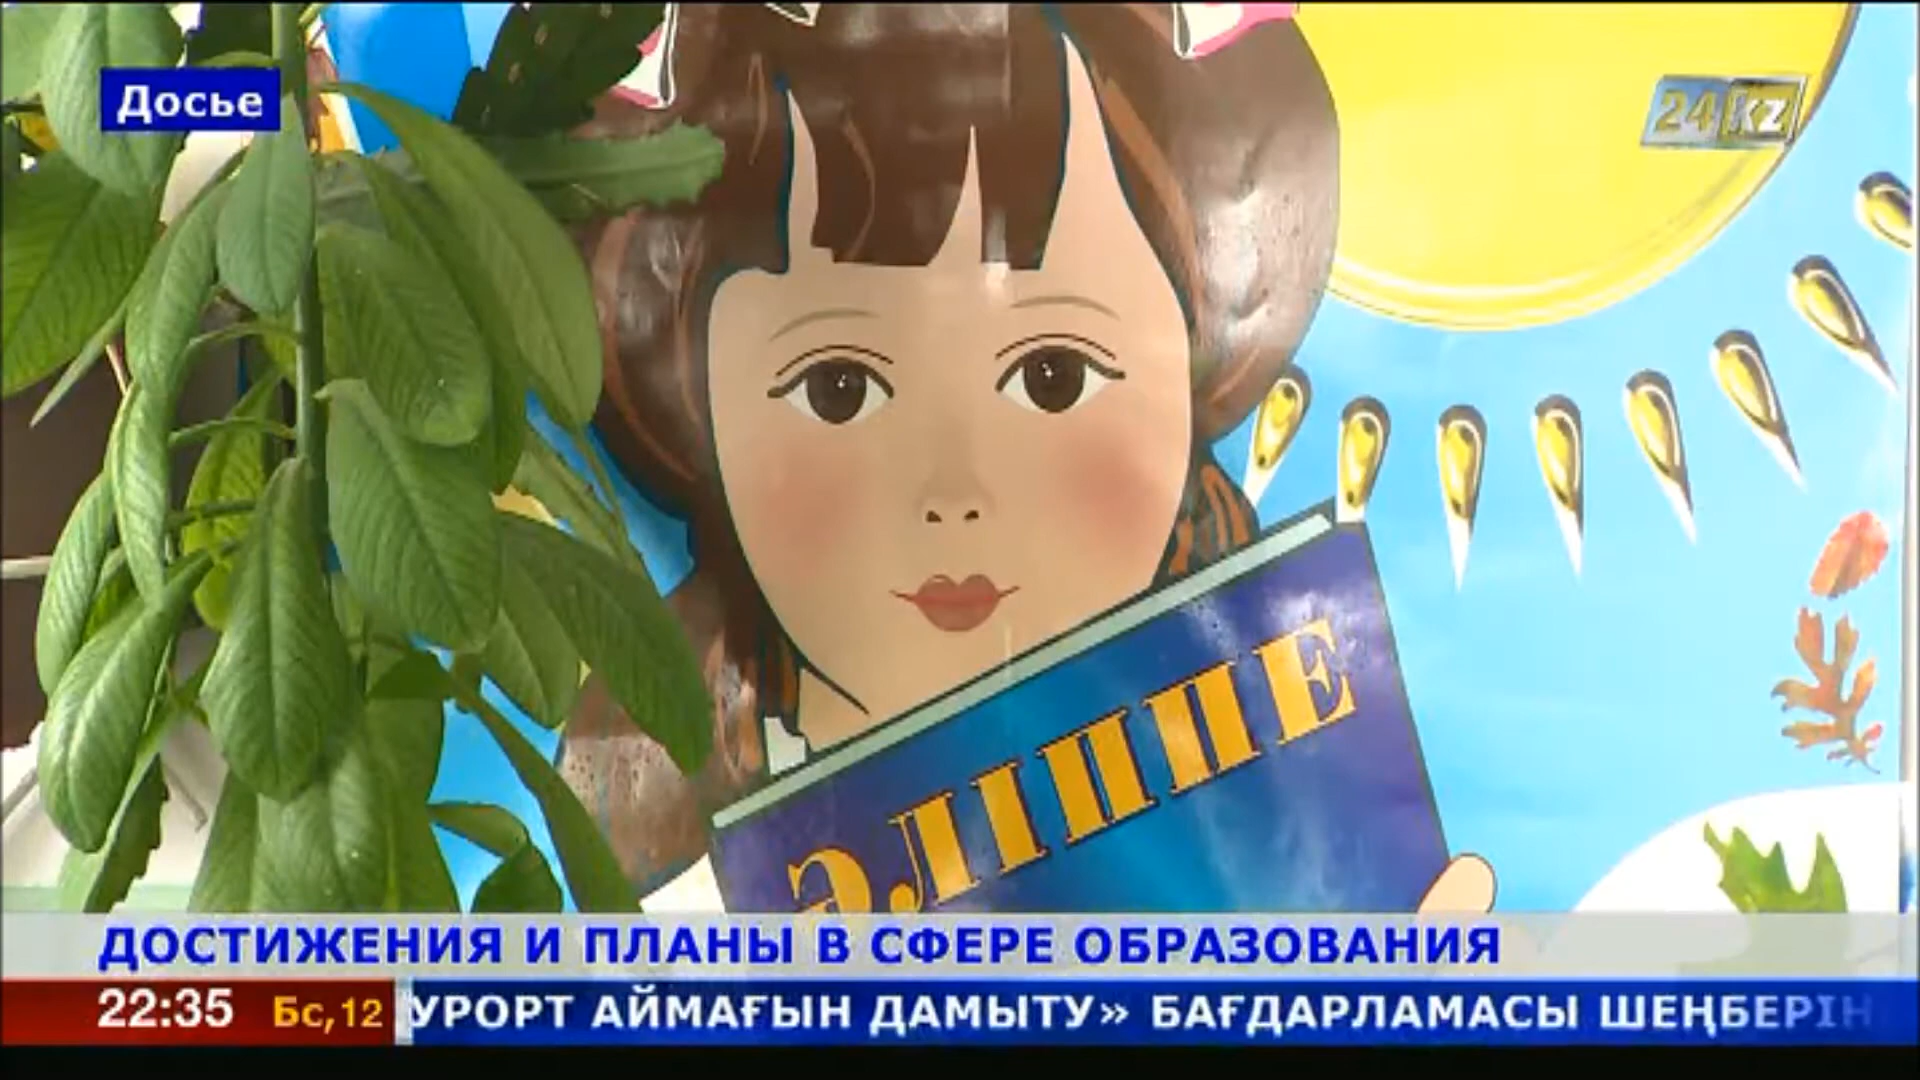 Досье
24 kz
әліппе
ДОСТИЖЕНИЯ И ПЛАНЫ В СФЕРЕ ОБРАЗОВАНИЯ
22:35 Бс,12 УРОРТ АЙМАҒЫН ДАМЫТУ» БАҒДАРЛАМАСЫ ШЕҢБЕРІН